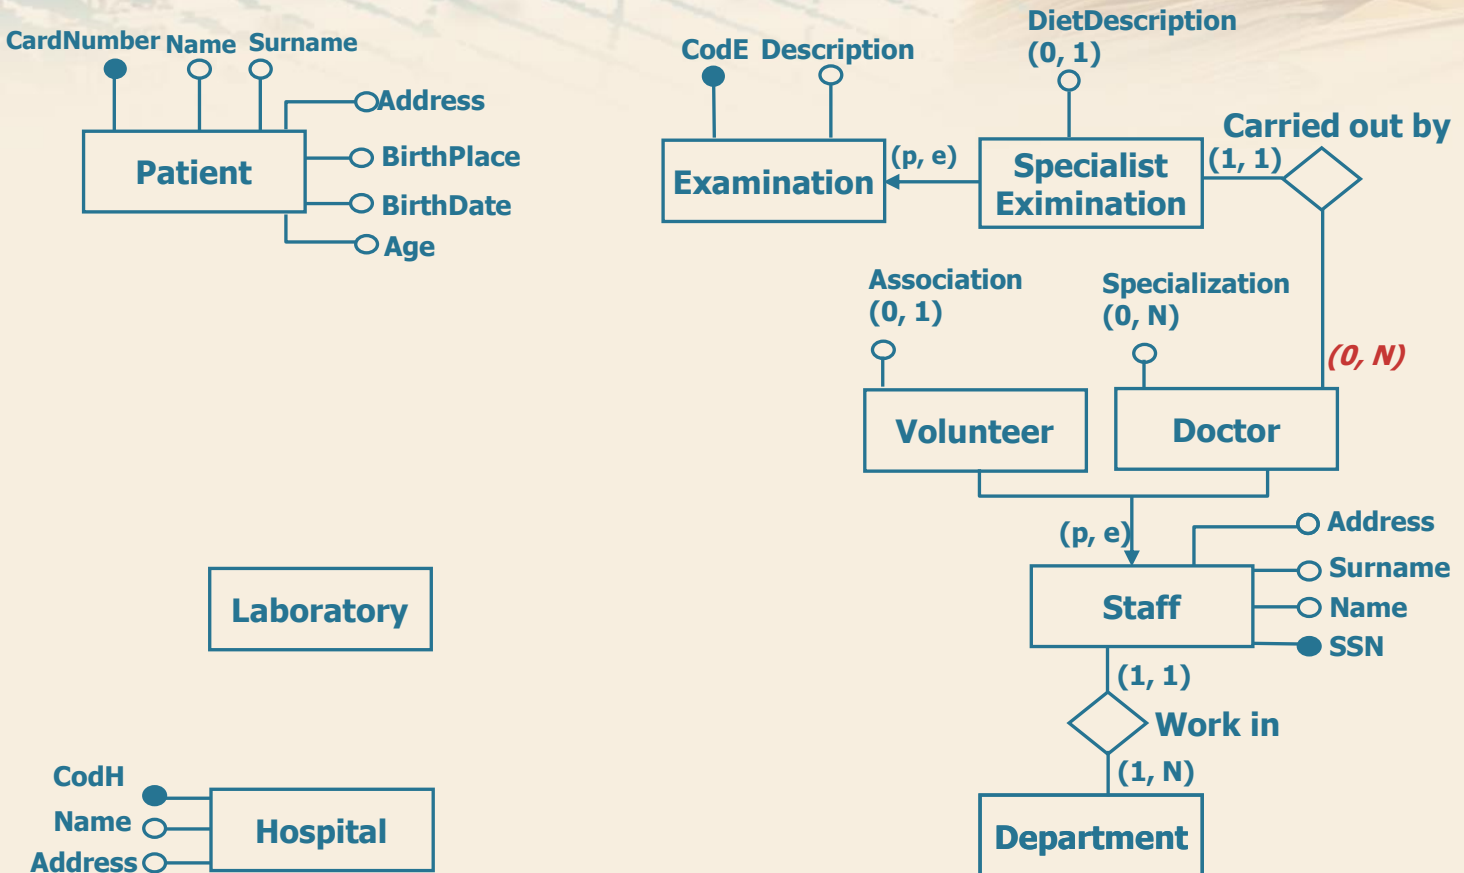 CardNumber Name Surname
Address
BirthPlace
BirthDate
Age
Patient
CodE Description
Examination
(p, e)
DietDescription
(0, 1)
Specialist
Eximination
(1, 1)
Carried out by
(0, N)
Association
(0, 1)
Specialization
(0, N)
Volunteer
Doctor
(p, e)
Address
Surname
Name
SSN
Staff
(1, 1)
Work in
(1, N)
Department
Laboratory
CodH
Name
Address
Hospital